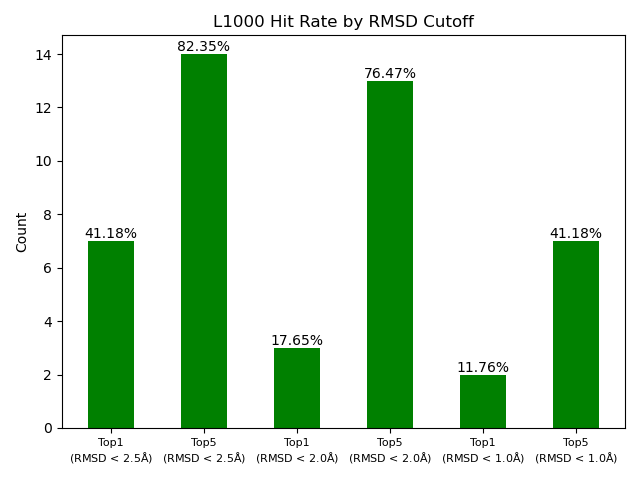 L1000 Hit Rate by RMSD Cutoff
Count
14
12
10
8
6
4
2
0
41.18%
82.35%
17.65%
76.47%
11.76%
41.18%
Top1
(RMSD < 2.5Å)
Top5
(RMSD < 2.5Å)
Top1
(RMSD < 2.0Å)
Top5
(RMSD < 2.0Å)
Top1
(RMSD < 1.0Å)
Top5
(RMSD < 1.0Å)